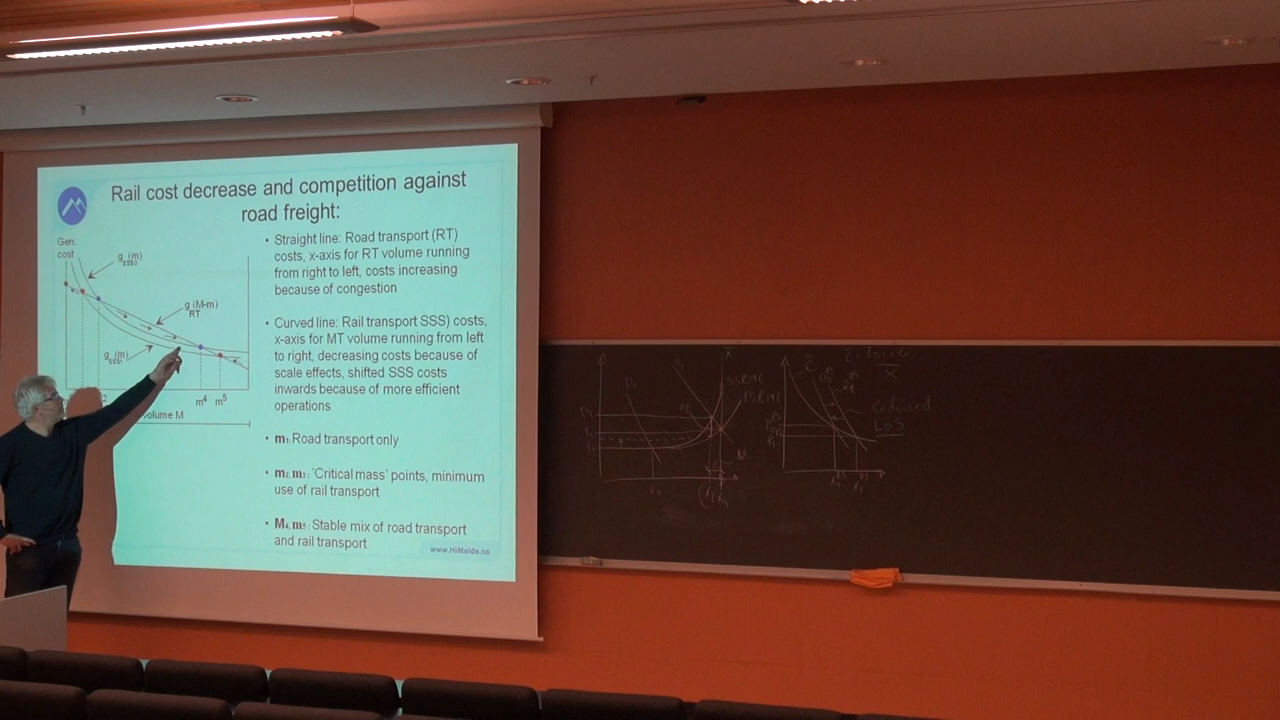 Rail cost decrease and competition against
road freight:
Gen.
cost
g (m)
g (M-m)
RT
g (m)
m⁴ m⁵
volume M
• Straight line: Road transport (RT)
costs, x-axis for RT volume running
from right to left, costs increasing
because of congestion
• Curved line: Rail transport SSS) costs,
x-axis for MT volume running from left
to right, decreasing costs because of
scale effects, shifted SSS costs
inwards because of more efficient
operations
• m₁: Road transport only
• m₂, m₃ : 'Critical mass' points, minimum
use of rail transport
• M₄, m₅ : Stable mix of road transport
and rail transport
www.HiMolde.no
SSRMC
PSRMC
Reduced
LoS